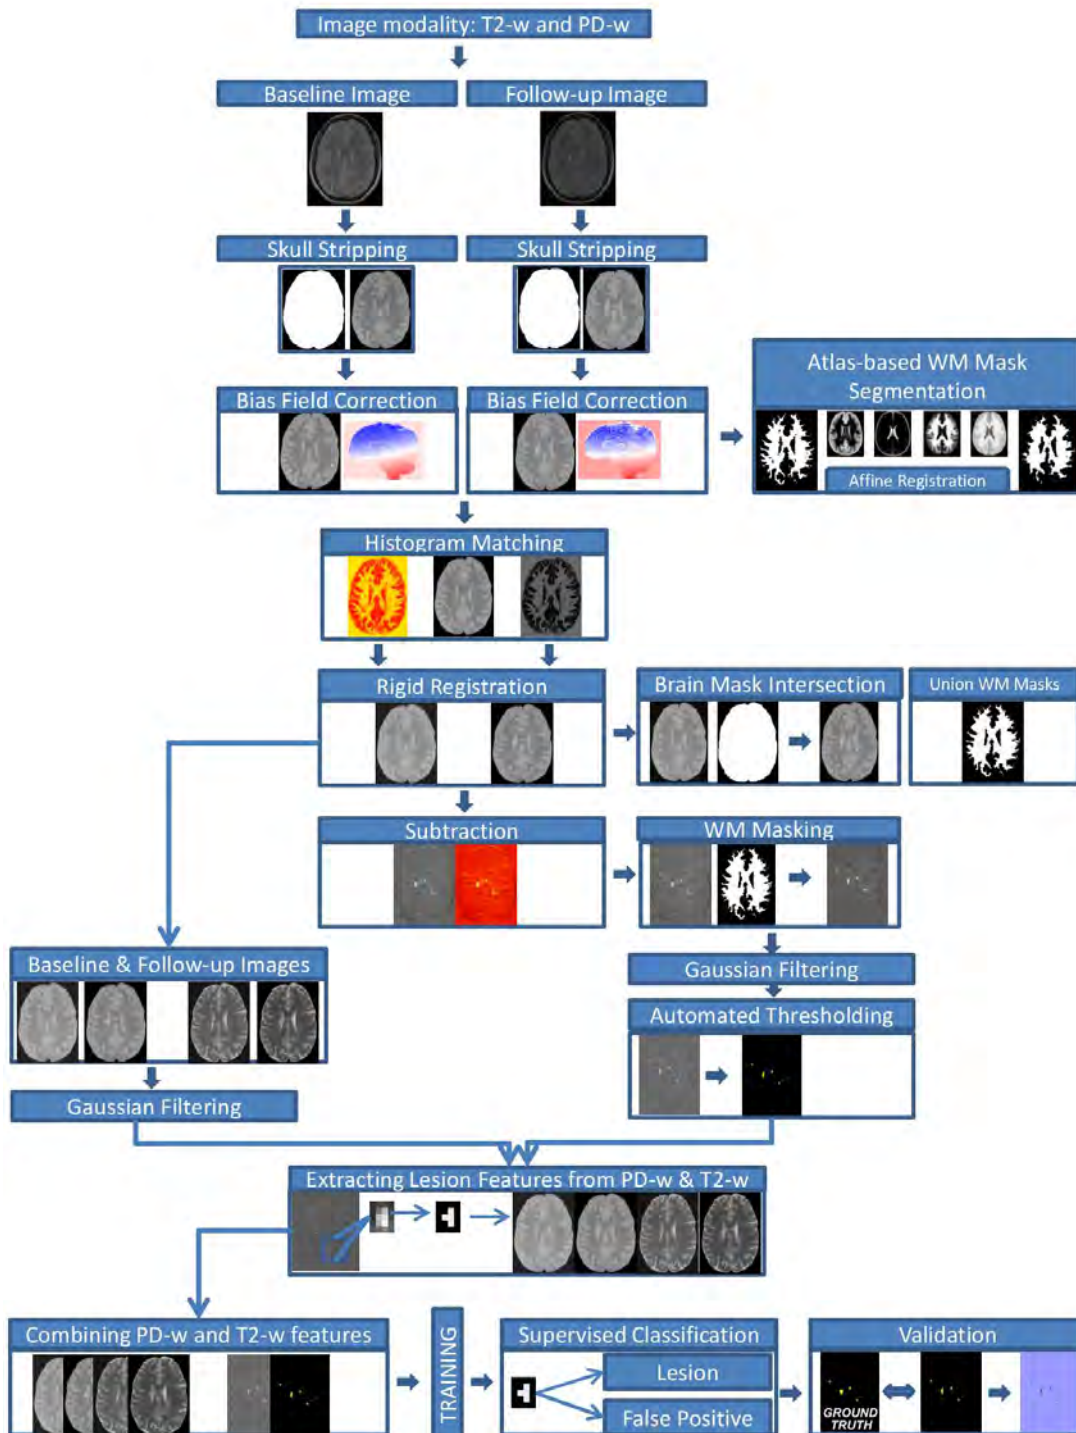 Image modality: T2-w and PD-w
Baseline Image
Follow-up Image
Skull Stripping
Skull Stripping
Bias Field Correction
Bias Field Correction
Atlas-based WM Mask
Segmentation
Affine Registration
Histogram Matching
Rigid Registration
Brain Mask Intersection
Union WM Masks
Subtraction
WM Masking
Baseline & Follow-up Images
Gaussian Filtering
Automated Thresholding
Gaussian Filtering
Extracting Lesion Features from PD-w & T2-w
Combining PD-w and T2-w features
TRAINING
Supervised Classification
Lesion
False Positive
Validation
GROUND
TRUTH